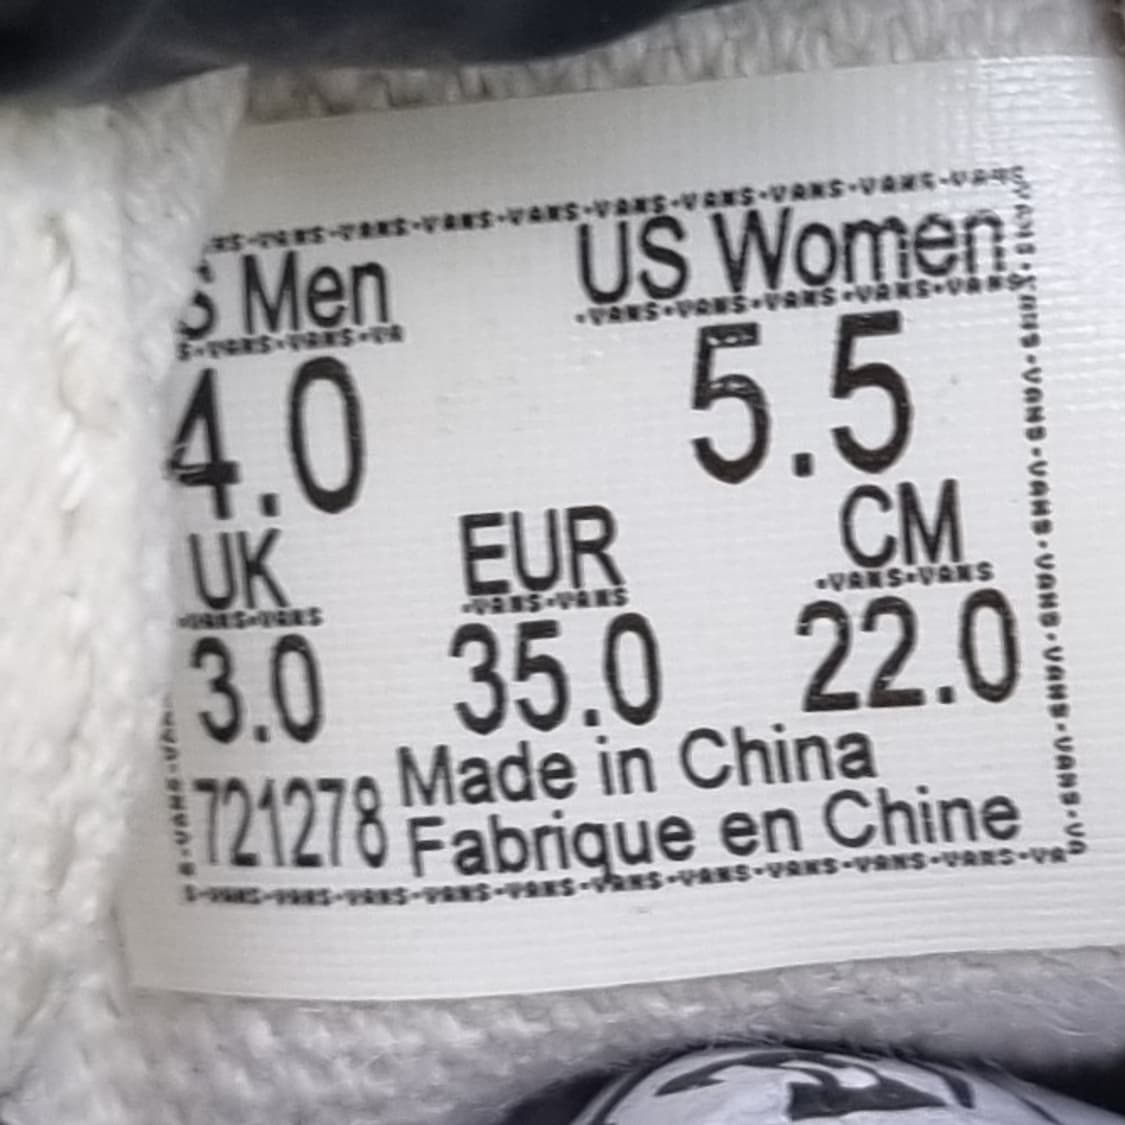 S Men US Women
4.0 5.5
UK EUR CM
3.0 35.0 22.0
721278 Made in China
Fabrique en Chine